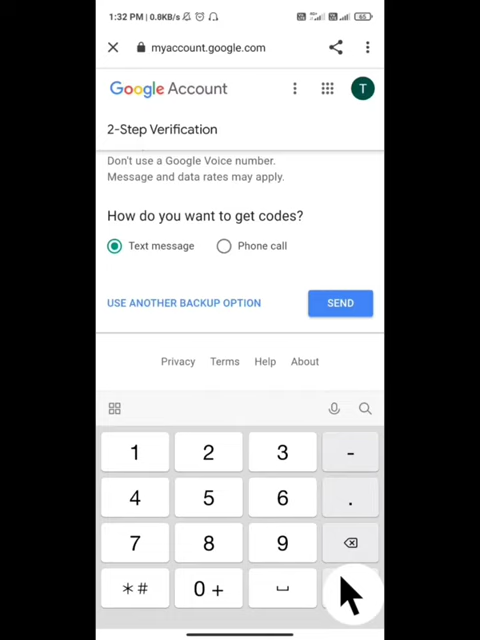 1:32 PM | 0.8KB/s
65
myaccount.google.com
Google Account
T
2-Step Verification
Don't use a Google Voice number.
Message and data rates may apply.
How do you want to get codes?
Text message
Phone call
USE ANOTHER BACKUP OPTION
SEND
Privacy Terms Help About
1 2 3 -
4 5 6 .
7 8 9
*# 0 +